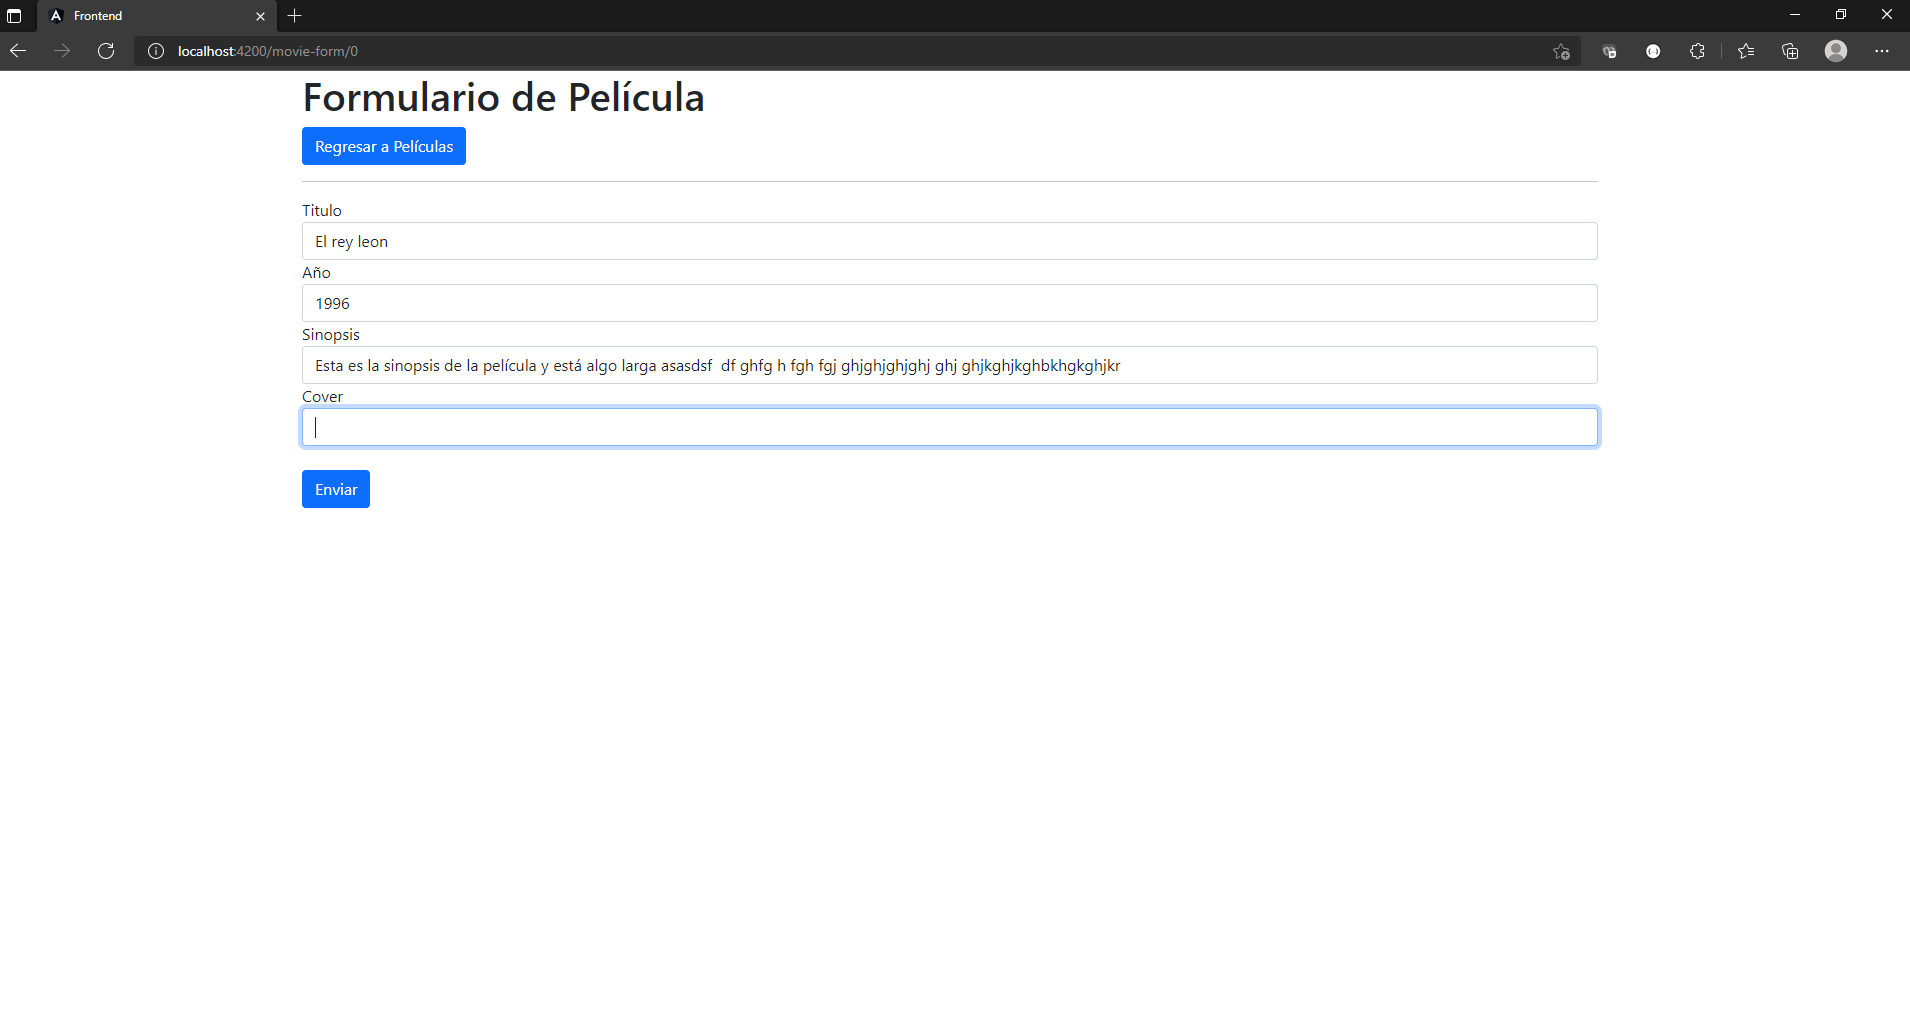 Frontend
localhost:4200/movie-form/0
Formulario de Película
Regresar a Películas
Titulo
El rey leon
Año
1996
Sinopsis
Esta es la sinopsis de la película y está algo larga asasdsf  df ghfg h fgh fgj ghjghjghjghj ghj ghjkghjkghbkhgkghjkr
Cover
Enviar